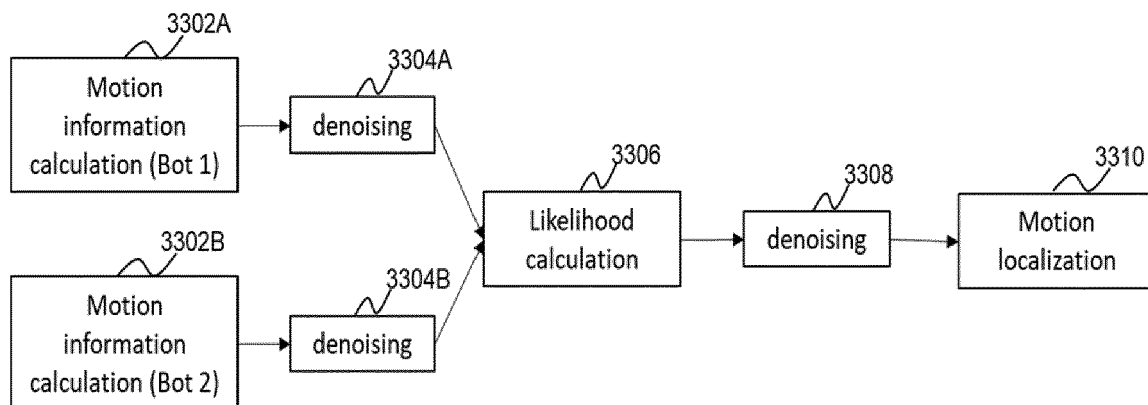 3302A
Motion
information
calculation (Bot 1)
3304A
denoising
3302B
Motion
information
calculation (Bot 2)
3304B
denoising
3306
Likelihood
calculation
3308
denoising
3310
Motion
localization